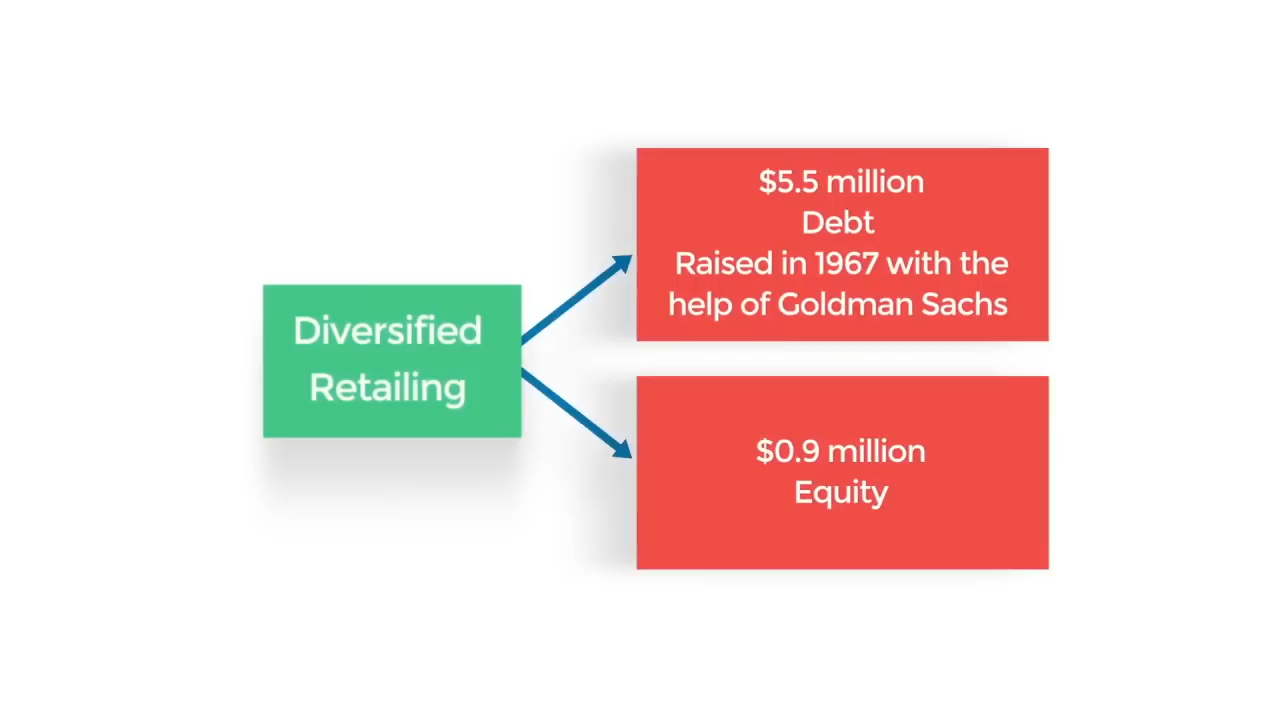 Diversified
Retailing
$5.5 million
Debt
Raised in 1967 with the
help of Goldman Sachs
$0.9 million
Equity